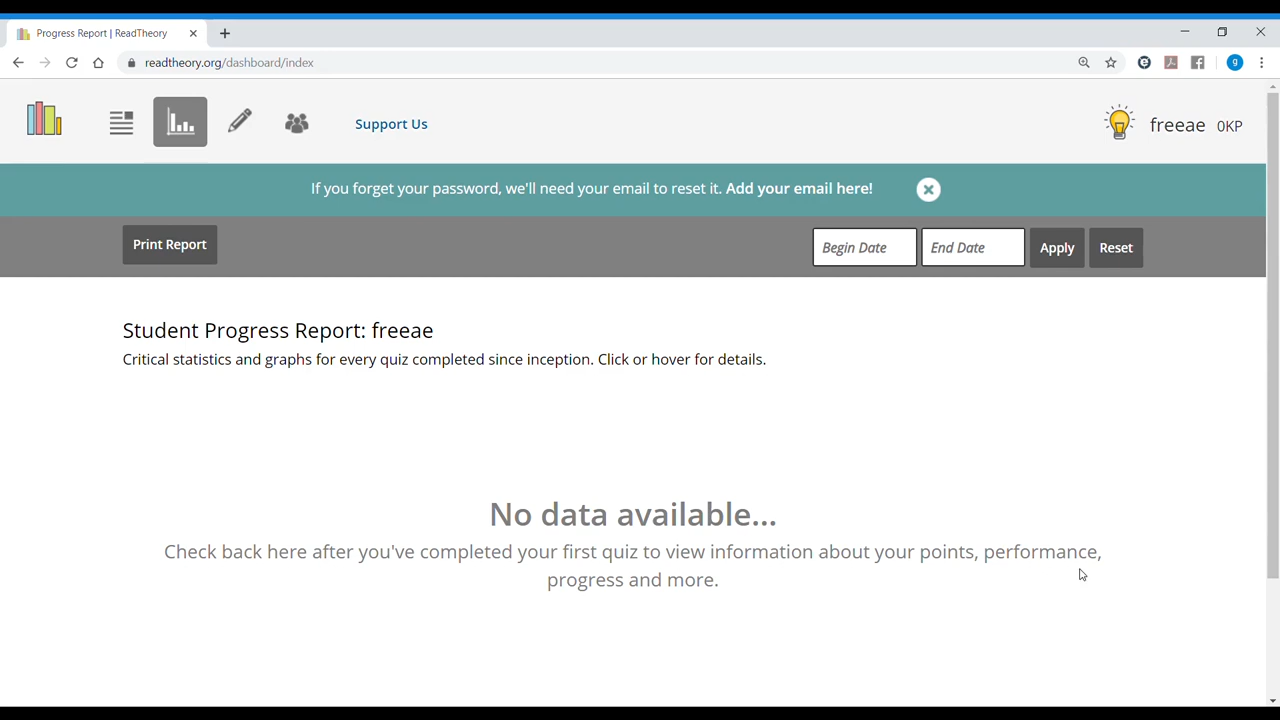 Progress Report | ReadTheory
readtheory.org/dashboard/index
g
Support Us
freeae 0KP
If you forget your password, we'll need your email to reset it. Add your email here!
Print Report
Begin Date
End Date
Apply
Reset
Student Progress Report: freeae
Critical statistics and graphs for every quiz completed since inception. Click or hover for details.
No data available...
Check back here after you've completed your first quiz to view information about your points, performance,
progress and more.